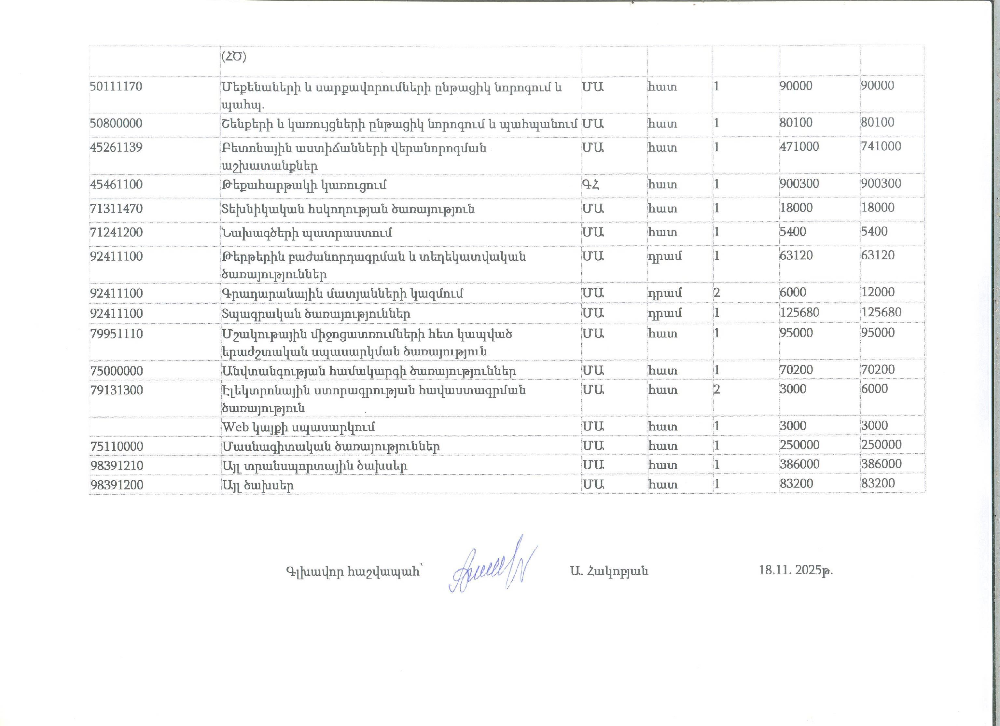 (ՀԾ)
50111170 Մեքենաների և սարքավորումների ընթացիկ նորոգում և ՄԱ հատ 1 90000 90000
պահպ.
50800000 Շենքերի և կառույցների ընթացիկ նորոգում և պահպանում ՄԱ հատ 1 80100 80100
45261139 Բետոնային աստիճանների վերանորոգման ՄԱ հատ 1 471000 741000
աշխատանքներ
45461100 Թեքահարթակի կառուցում ԳՀ հատ 1 900300 900300
71311470 Տեխնիկական հսկողության ծառայություն ՄԱ հատ 1 18000 18000
71241200 Նախագծերի պատրաստում ՄԱ հատ 1 5400 5400
92411100 Թերթերին բաժանորդագրման և տեղեկատվական ՄԱ դրամ 1 63120 63120
ծառայություններ
92411100 Գրադարանային մատյանների կազմում ՄԱ դրամ 2 6000 12000
92411100 Տպագրական ծառայություններ ՄԱ դրամ 1 125680 125680
79951110 Մշակութային միջոցառումների հետ կապված ՄԱ հատ 1 95000 95000
երաժշտական սպասարկման ծառայություն
75000000 Անվտանգության համակարգի ծառայություններ ՄԱ հատ 1 70200 70200
79131300 Էլեկտրոնային ստորագրության հավաստագրման ՄԱ հատ 2 3000 6000
ծառայություն
Web կայքի սպասարկում ՄԱ հատ 1 3000 3000
75110000 Մասնագիտական ծառայություններ ՄԱ հատ 1 250000 250000
98391210 Այլ տրանսպորտային ծախսեր ՄԱ հատ 1 386000 386000
98391200 Այլ ծախսեր ՄԱ հատ 1 83200 83200
Գլխավոր հաշվապահ՝ Ա. Հակոբյան 18.11. 2025թ.